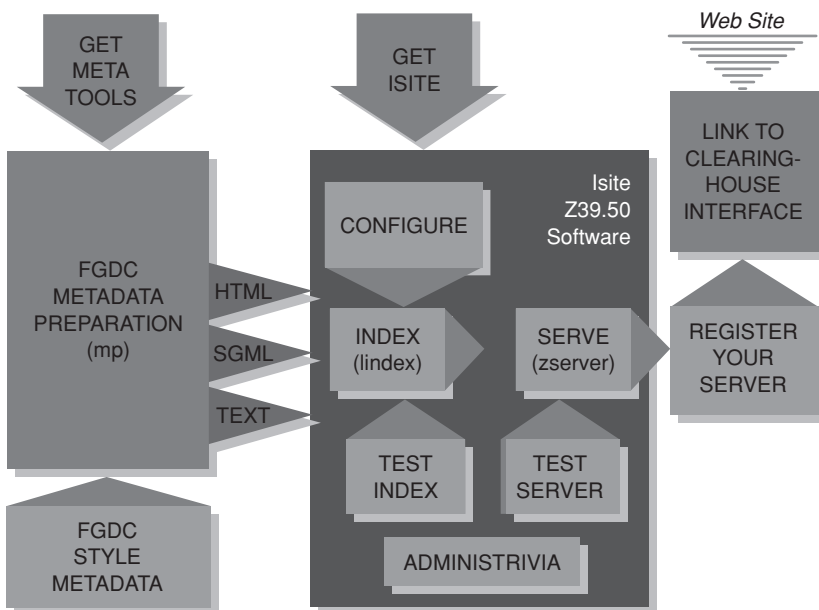 GET
META
TOOLS
GET
ISITE
Web Site
LINK TO
CLEARING-
HOUSE
INTERFACE
Isite
Z39.50
Software
CONFIGURE
FGDC
METADATA
PREPARATION
(mp)
HTML
SGML
TEXT
INDEX
(lindex)
SERVE
(zserver)
REGISTER
YOUR
SERVER
TEST
INDEX
TEST
SERVER
FGDC
STYLE
METADATA
ADMINISTRIVIA